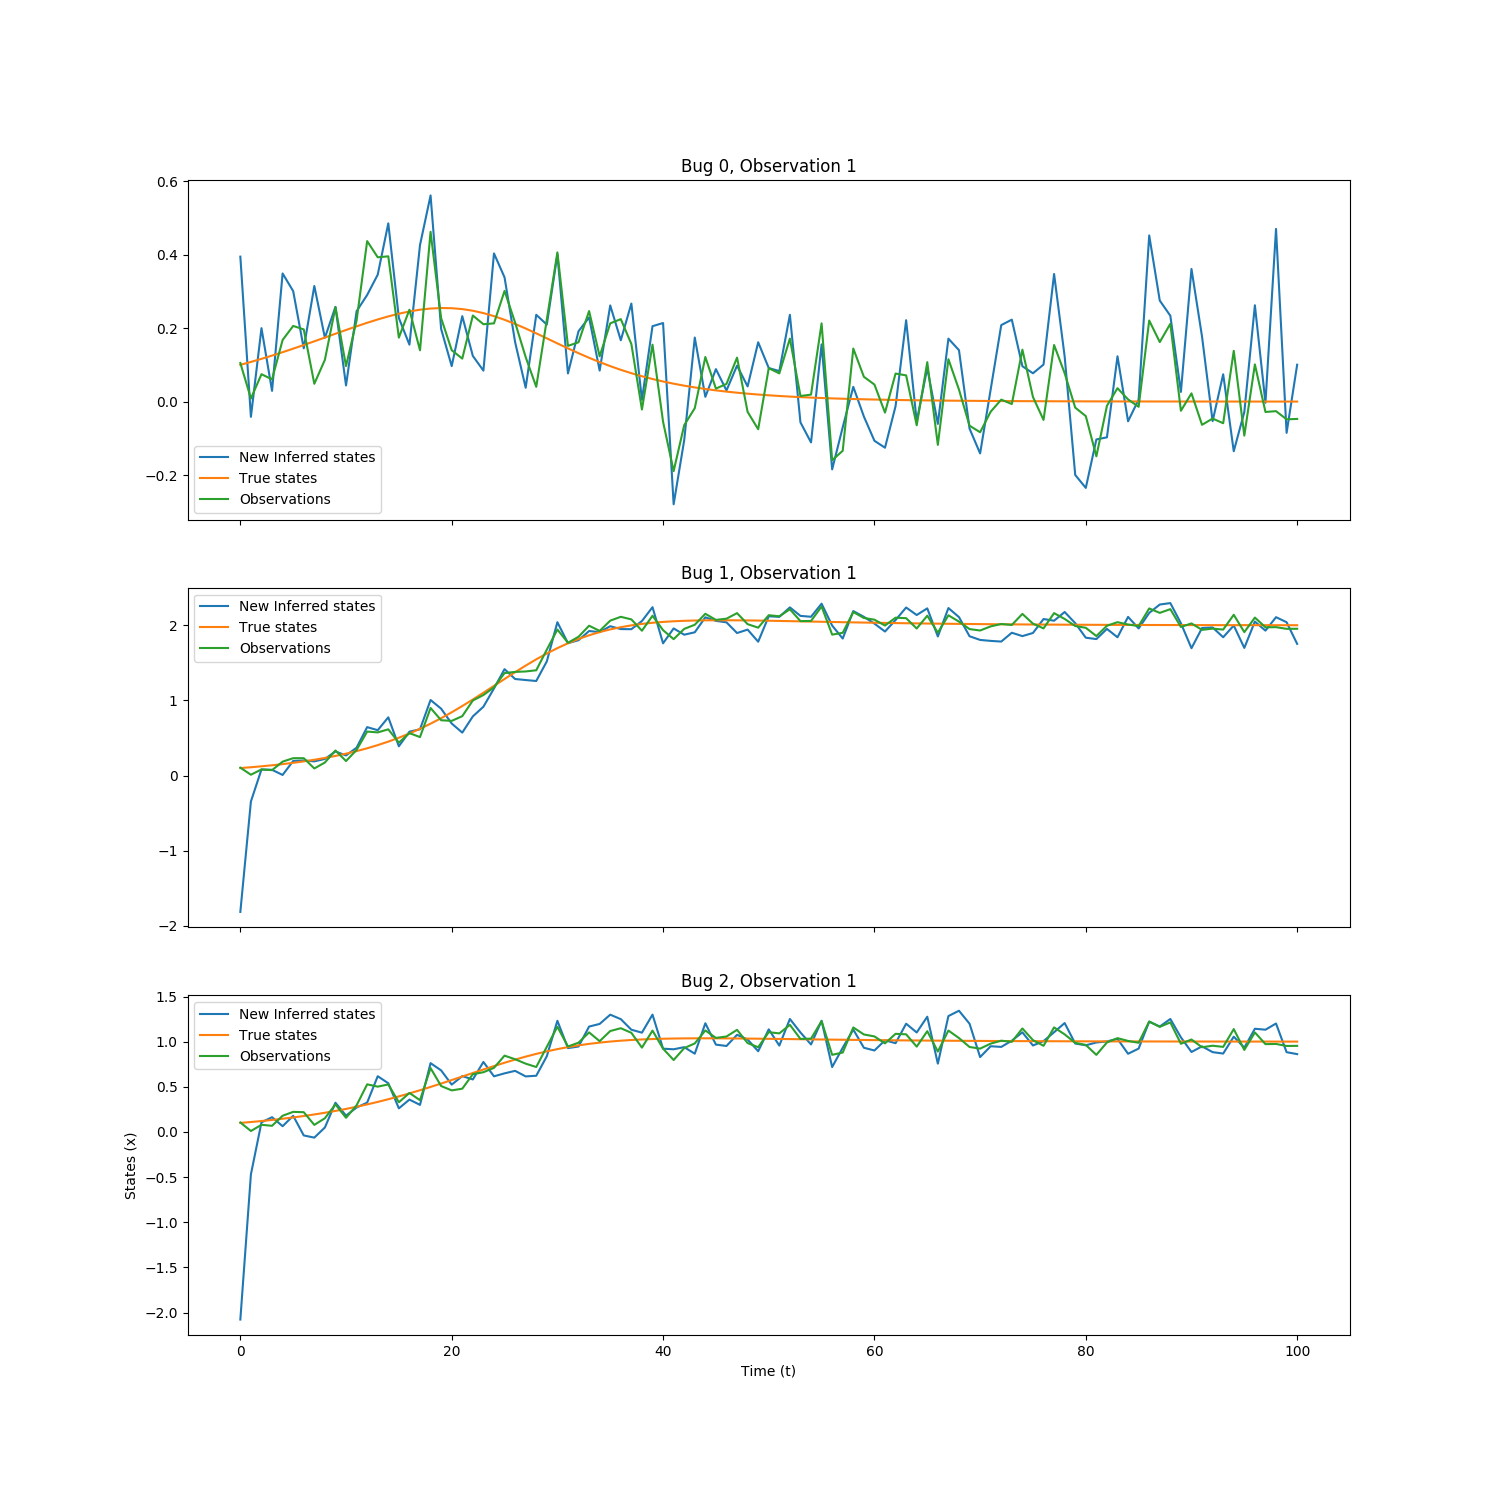 Bug 0, Observation 1
0.6
0.4
0.2
0.0
−0.2
New Inferred states
True states
Observations
Bug 1, Observation 1
2
1
0
−1
−2
New Inferred states
True states
Observations
Bug 2, Observation 1
1.5
1.0
0.5
0.0
−0.5
−1.0
−1.5
−2.0
States (x)
New Inferred states
True states
Observations
0 20 40 60 80 100
Time (t)